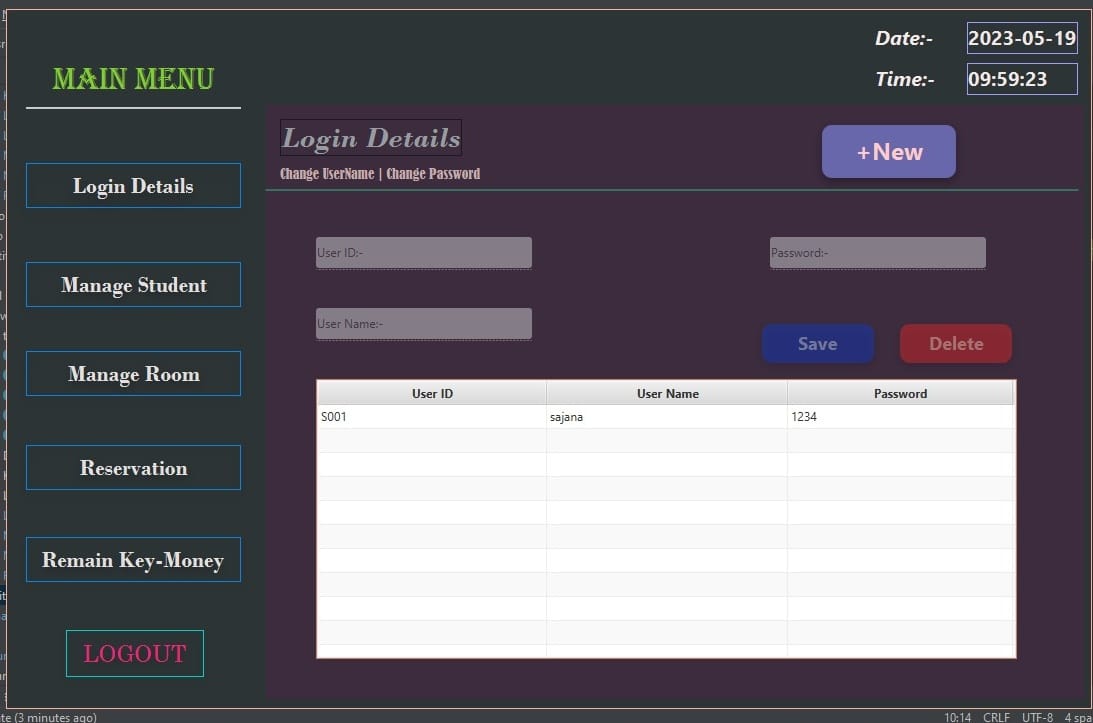 Date:- 2023-05-19
Time:- 09:59:23
MAIN MENU
Login Details
Manage Student
Manage Room
Reservation
Remain Key-Money
LOGOUT
Login Details
Change UserName | Change Password
+New
User ID:-
Password:-
User Name:-
Save
Delete
User ID User Name Password
S001 sajana 1234
(3 minutes ago)
10:14 CRLF UTF-8 4 spa